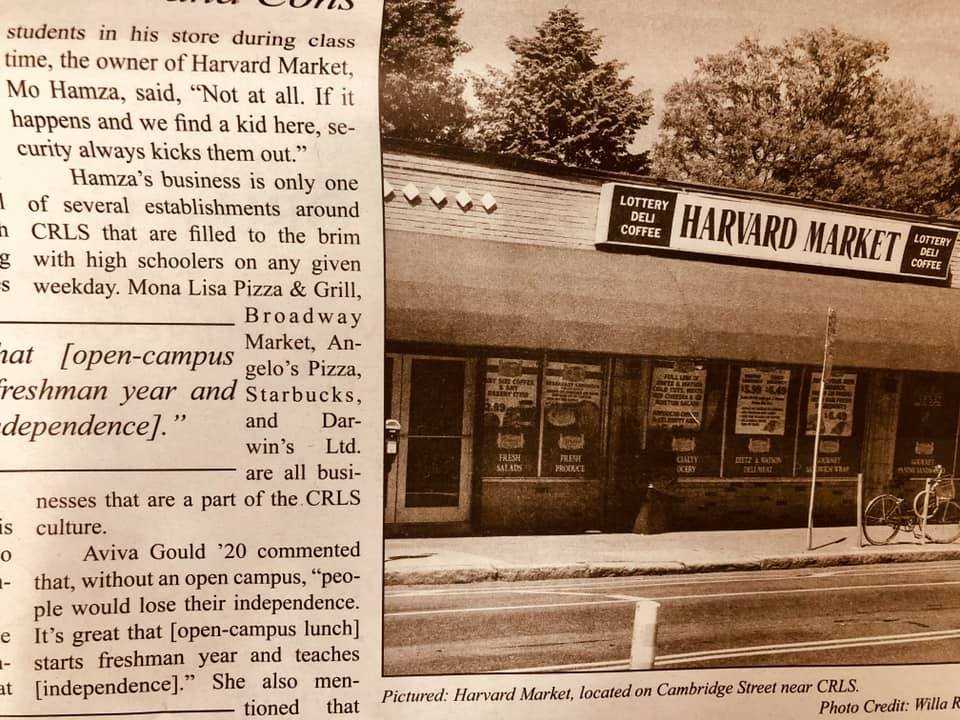 and Cons
students in his store during class
time, the owner of Harvard Market,
Mo Hamza, said, “Not at all. If it
happens and we find a kid here, se-
curity always kicks them out.”
Hamza’s business is only one
of several establishments around
CRLS that are filled to the brim
with high schoolers on any given
weekday. Mona Lisa Pizza & Grill,
Broadway
Market, An-
gelo’s Pizza,
Starbucks,
and Dar-
win’s Ltd.
are all busi-
nesses that are a part of the CRLS
culture.
Aviva Gould ’20 commented
that, without an open campus, “peo-
ple would lose their independence.
It’s great that [open-campus lunch]
starts freshman year and teaches
[independence].” She also men-
tioned that
[open-campus
freshman year and
dependence].”
LOTTERY
DELI
COFFEE
HARVARD MARKET
LOTTERY
DELI
COFFEE
FRESH
SALADS
FRESH
PRODUCE
DIETZ & WATSON
DELI MEAT
Pictured: Harvard Market, located on Cambridge Street near CRLS.
Photo Credit: Willa